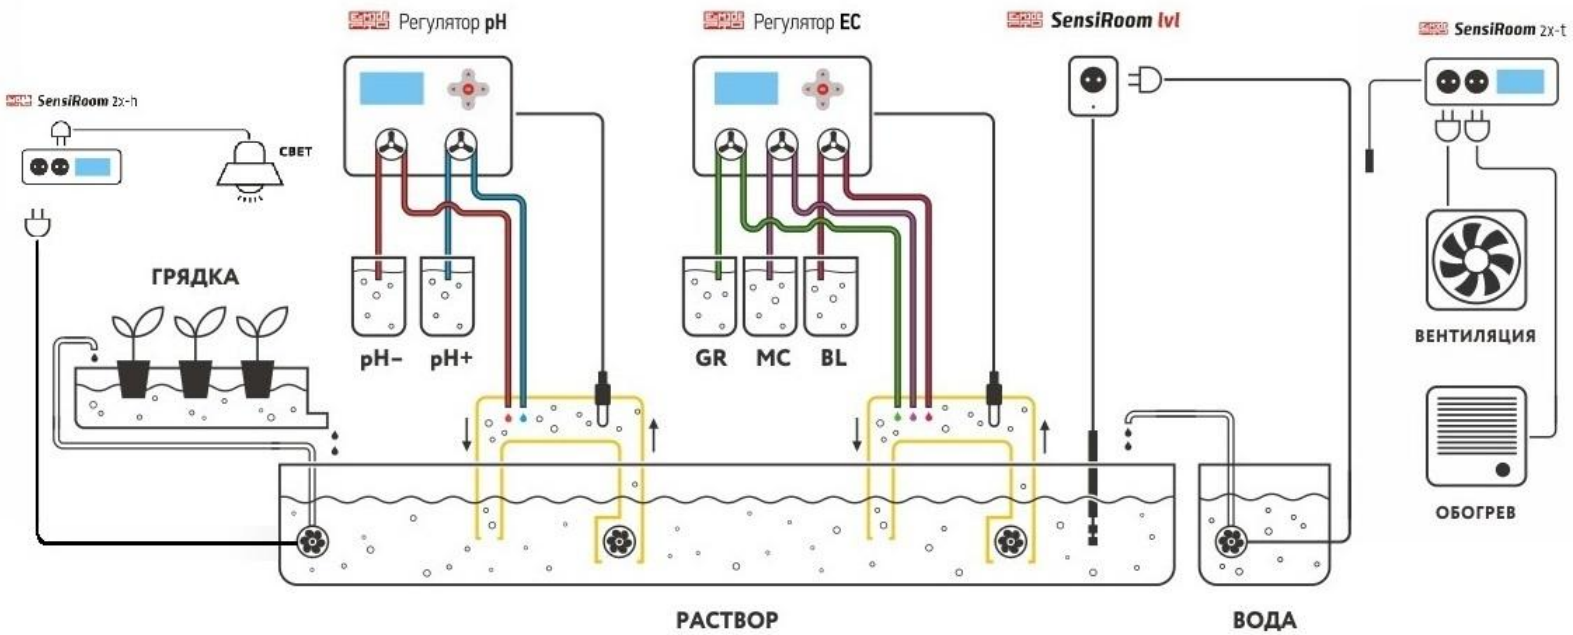 Регулятор pH
Регулятор EC
SensiRoom lvl
SensiRoom 2x-t
SensiRoom 2x-h
СВЕТ
ГРЯДКА
pH–
pH+
GR
MC
BL
ВЕНТИЛЯЦИЯ
ОБОГРЕВ
РАСТВОР
ВОДА